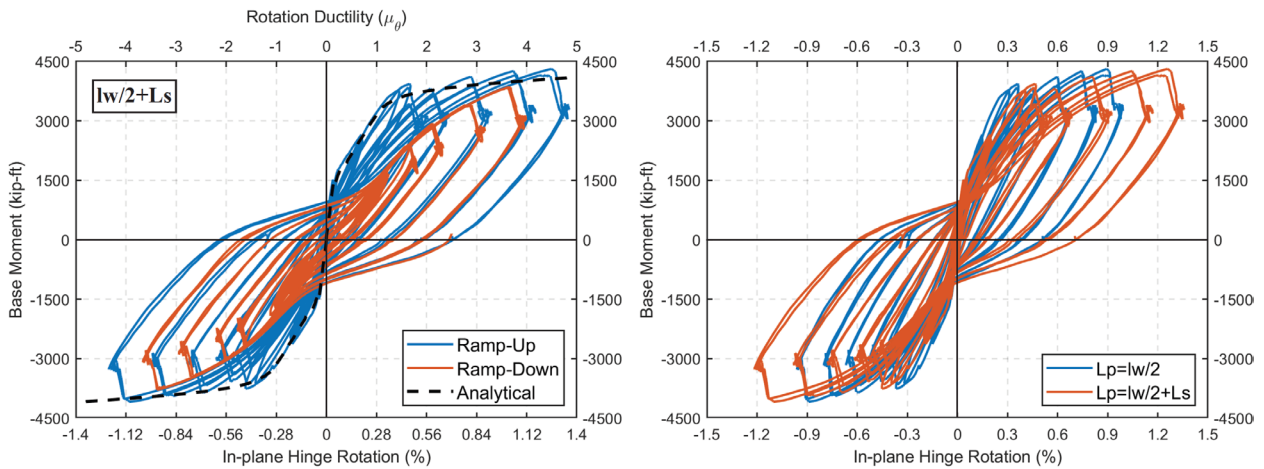 Rotation Ductility (μθ)
-5 -4 -3 -2 -1 0 1 2 3 4 5
4500 4500
3000 3000
1500 1500
0 0
-1500 -1500
-3000 -3000
-4500 -4500
Base Moment (kip-ft)
lw/2+Ls
Ramp-Up
Ramp-Down
Analytical
-1.4 -1.12 -0.84 -0.56 -0.28 0 0.28 0.56 0.84 1.12 1.4
In-plane Hinge Rotation (%)
-1.5 -1.2 -0.9 -0.6 -0.3 0 0.3 0.6 0.9 1.2 1.5
4500 4500
3000 3000
1500 1500
0 0
-1500 -1500
-3000 -3000
-4500 -4500
Base Moment (kip-ft)
Lp=lw/2
Lp=lw/2+Ls
-1.5 -1.2 -0.9 -0.6 -0.3 0 0.3 0.6 0.9 1.2 1.5
In-plane Hinge Rotation (%)